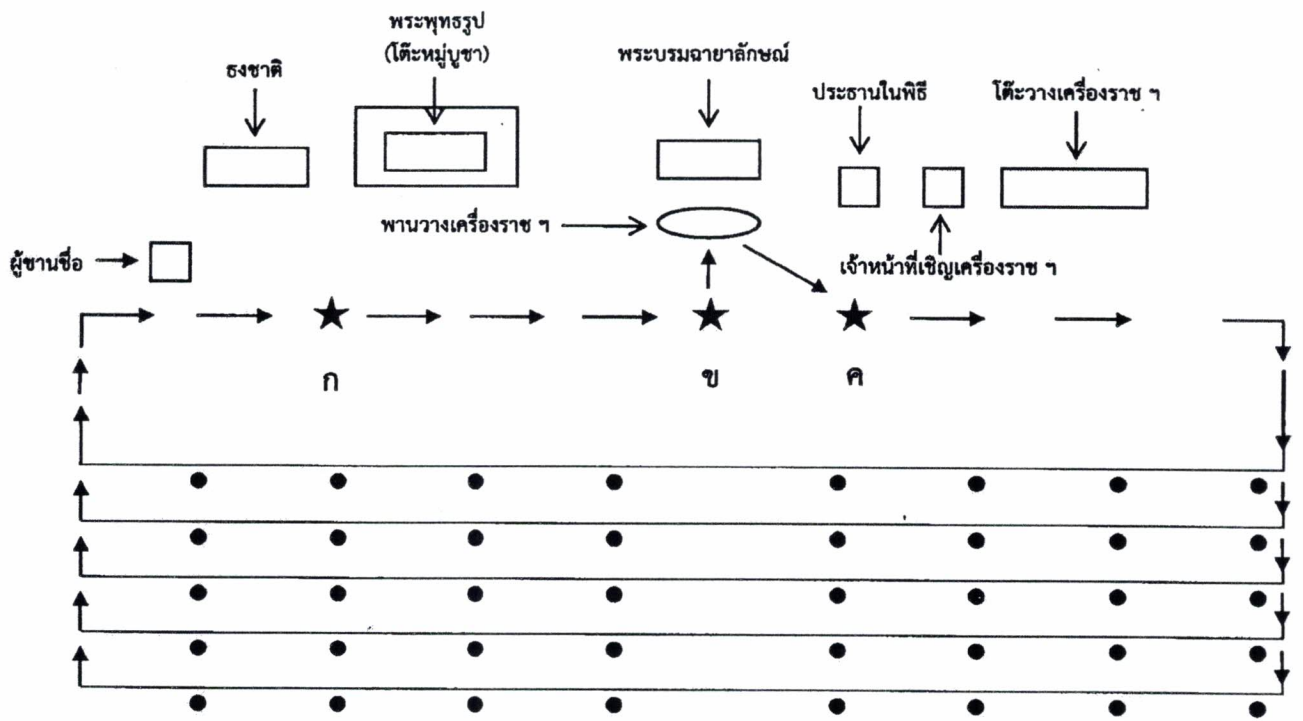 พระพุทธรูป
(โต๊ะหมู่บูชา)
ธงชาติ
พระบรมฉายาลักษณ์
ประธานในพิธี
โต๊ะวางเครื่องราช ฯ
พานวางเครื่องราช ฯ
ผู้ขานชื่อ
เจ้าหน้าที่เชิญเครื่องราช ฯ
ก
ข
ค